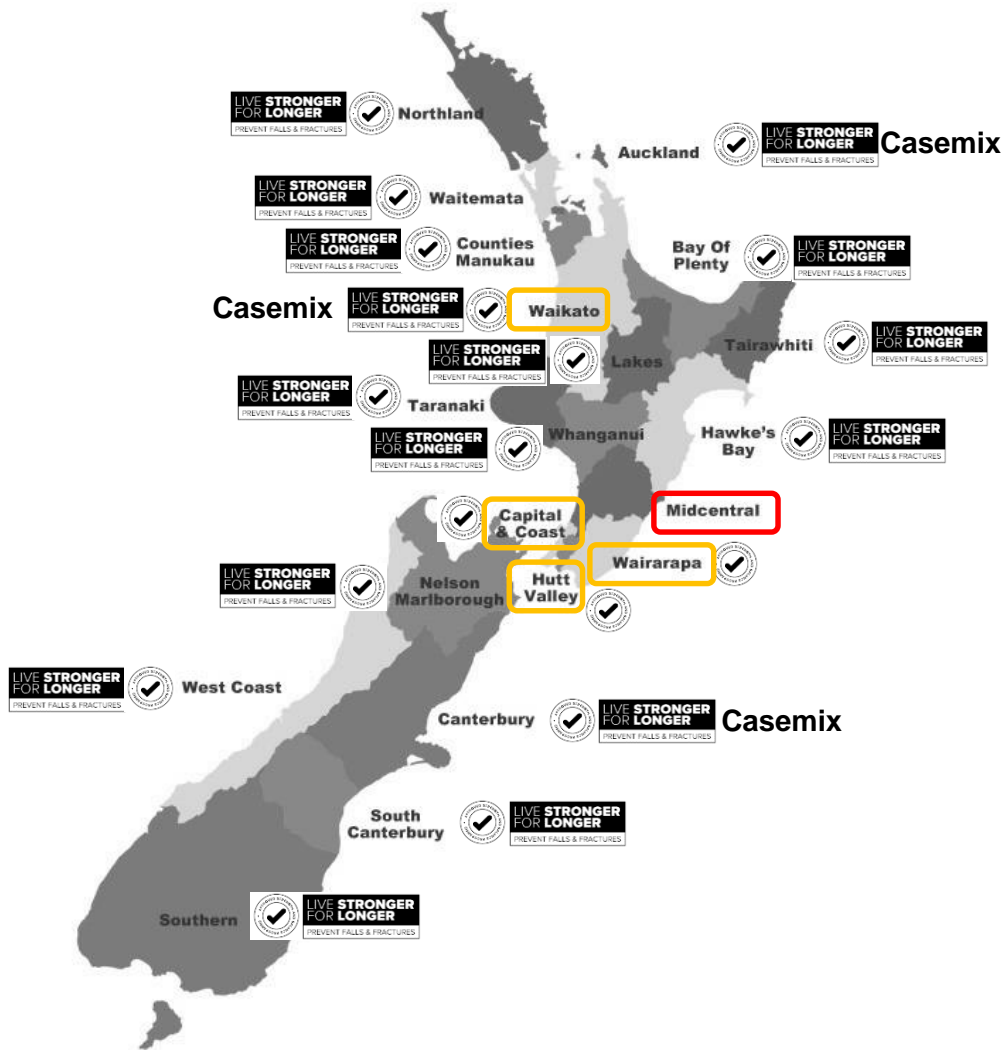 LIVE STRONGER
FOR LONGER
PREVENT FALLS & FRACTURES
Northland
Auckland
LIVE STRONGER
FOR LONGER
PREVENT FALLS & FRACTURES
Casemix
LIVE STRONGER
FOR LONGER
PREVENT FALLS & FRACTURES
Waitemata
LIVE STRONGER
FOR LONGER
PREVENT FALLS & FRACTURES
Counties
Manukau
Bay Of
Plenty
LIVE STRONGER
FOR LONGER
PREVENT FALLS & FRACTURES
Casemix
LIVE STRONGER
FOR LONGER
PREVENT FALLS & FRACTURES
Waikato
Tairawhiti
LIVE STRONGER
FOR LONGER
PREVENT FALLS & FRACTURES
LIVE STRONGER
FOR LONGER
PREVENT FALLS & FRACTURES
Lakes
LIVE STRONGER
FOR LONGER
PREVENT FALLS & FRACTURES
Taranaki
LIVE STRONGER
FOR LONGER
PREVENT FALLS & FRACTURES
Whanganui
Hawke's
Bay
LIVE STRONGER
FOR LONGER
PREVENT FALLS & FRACTURES
Capital
& Coast
Midcentral
Wairarapa
LIVE STRONGER
FOR LONGER
PREVENT FALLS & FRACTURES
Nelson
Marlborough
Hutt
Valley
LIVE STRONGER
FOR LONGER
PREVENT FALLS & FRACTURES
West Coast
Canterbury
LIVE STRONGER
FOR LONGER
PREVENT FALLS & FRACTURES
Casemix
South
Canterbury
LIVE STRONGER
FOR LONGER
PREVENT FALLS & FRACTURES
Southern
LIVE STRONGER
FOR LONGER
PREVENT FALLS & FRACTURES